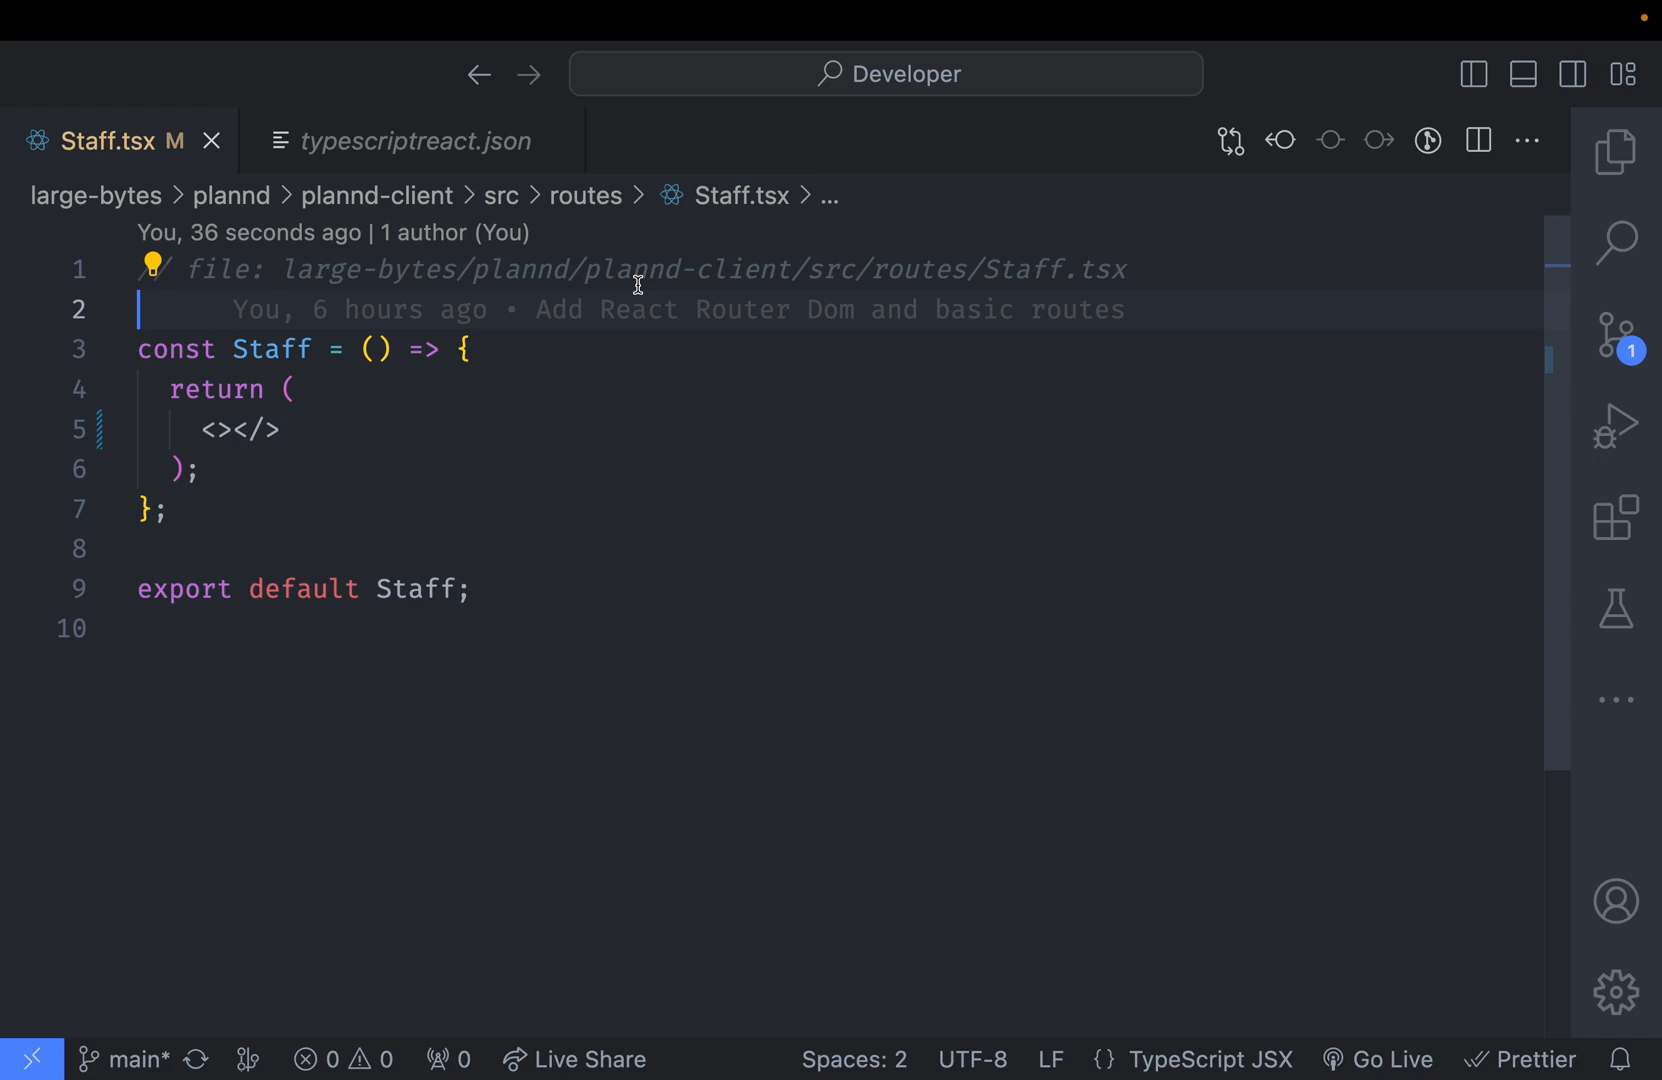 Developer
Staff.tsx M
typescriptreact.json
large-bytes > plannd > plannd-client > src > routes > Staff.tsx > ...
You, 36 seconds ago | 1 author (You)
1 // file: large-bytes/plannd/plannd-client/src/routes/Staff.tsx
2 You, 6 hours ago • Add React Router Dom and basic routes
3 const Staff = () => {
4 return (
5 <></>
6 );
7 };
8
9 export default Staff;
10
1
main* 0 0 0 Live Share Spaces: 2 UTF-8 LF {} TypeScript JSX Go Live Prettier